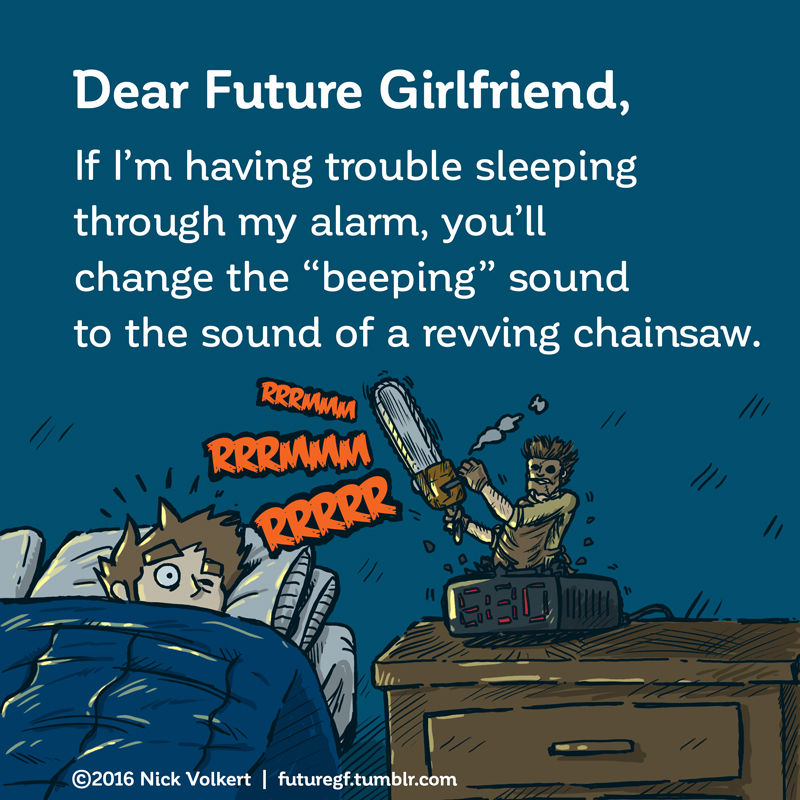 Dear Future Girlfriend,
If I'm having trouble sleeping
through my alarm, you'll
change the “beeping” sound
to the sound of a revving chainsaw.
RRRMMM
RRRMMM
RRRRR
©2016 Nick Volkert | futuregf.tumblr.com